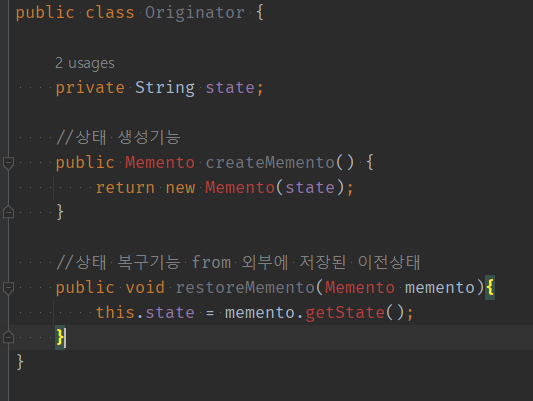 public class Originator {
2 usages
private String state;
//상태 생성기능
public Memento createMemento() {
return new Memento(state);
}
//상태 복구기능 from 외부에 저장된 이전상태
public void restoreMemento(Memento memento){
this.state = memento.getState();
}
}